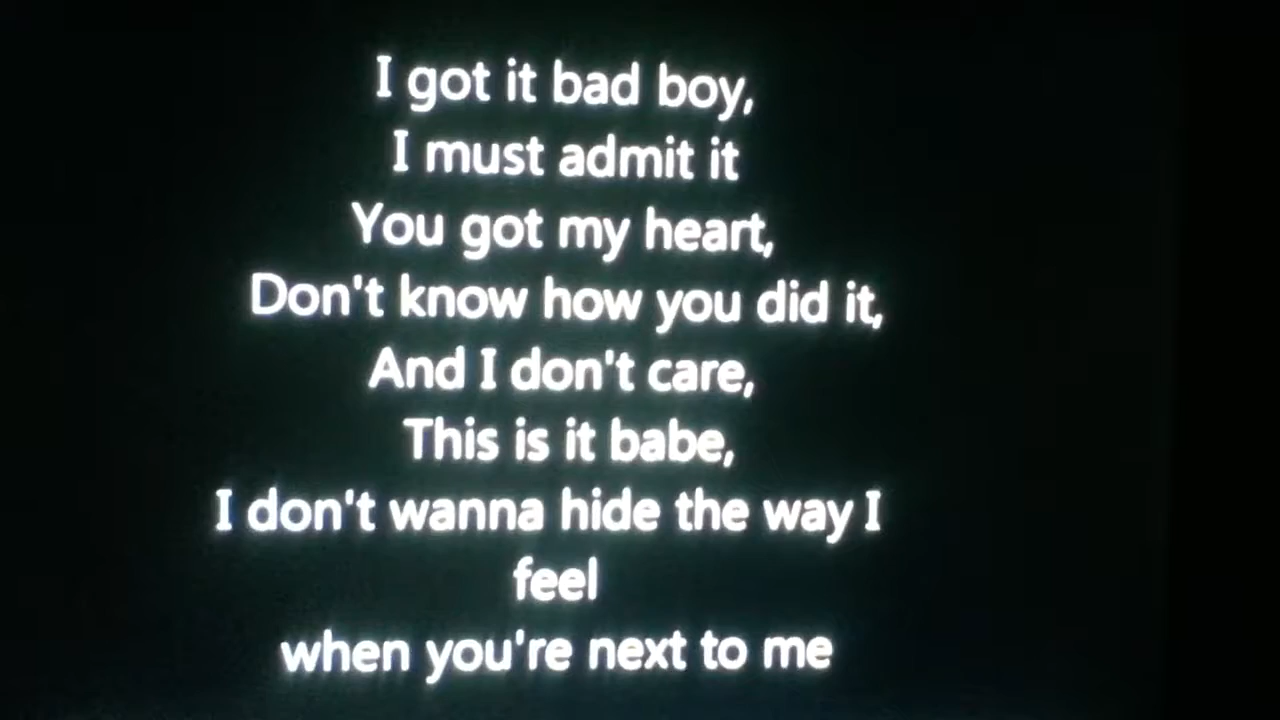 I got it bad boy,
I must admit it
You got my heart,
Don't know how you did it,
And I don't care,
This is it babe,
I don't wanna hide the way I
feel
when you're next to me